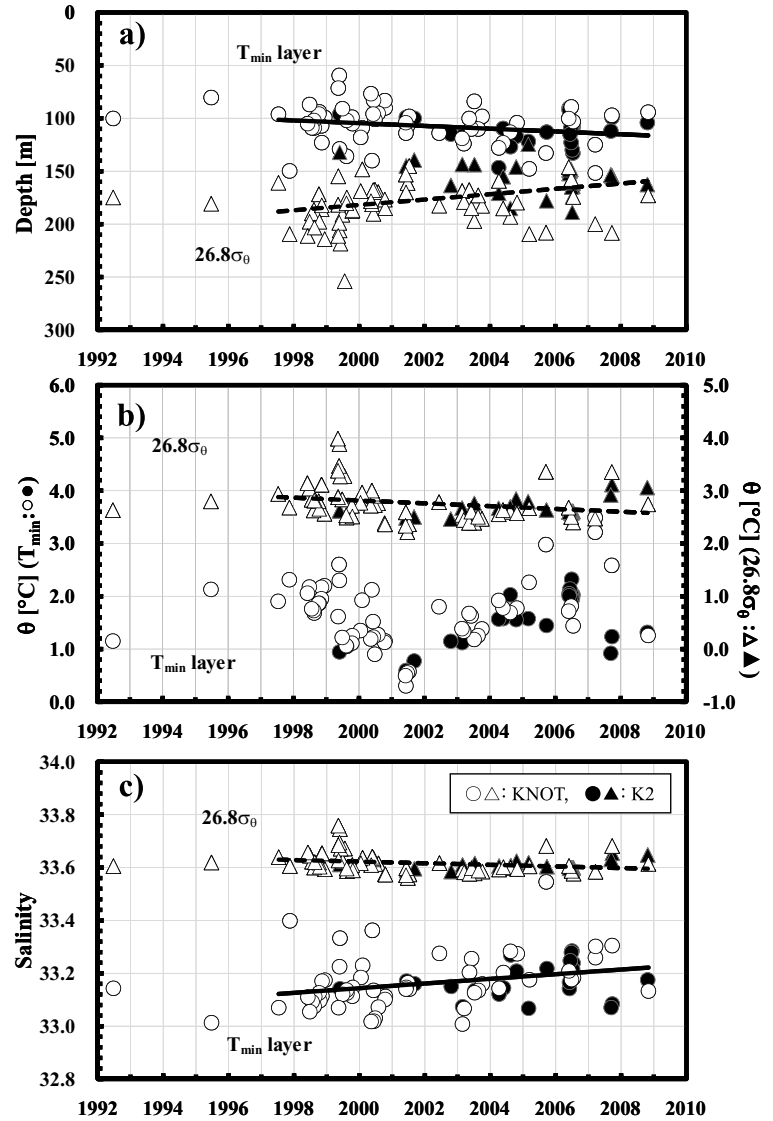 a)
0
50
100
150
200
250
300
Depth [m]
Tmin layer
26.8σθ
1992 1994 1996 1998 2000 2002 2004 2006 2008 2010
b)
6.0
5.0
4.0
3.0
2.0
1.0
0.0
θ [°C] (Tmin:○●)
5.0
4.0
3.0
2.0
1.0
0.0
-1.0
θ [°C] (26.8σθ:△▲)
26.8σθ
Tmin layer
1992 1994 1996 1998 2000 2002 2004 2006 2008 2010
c)
34.0
33.8
33.6
33.4
33.2
33.0
32.8
Salinity
○△: KNOT, ●▲: K2
26.8σθ
Tmin layer
1992 1994 1996 1998 2000 2002 2004 2006 2008 2010